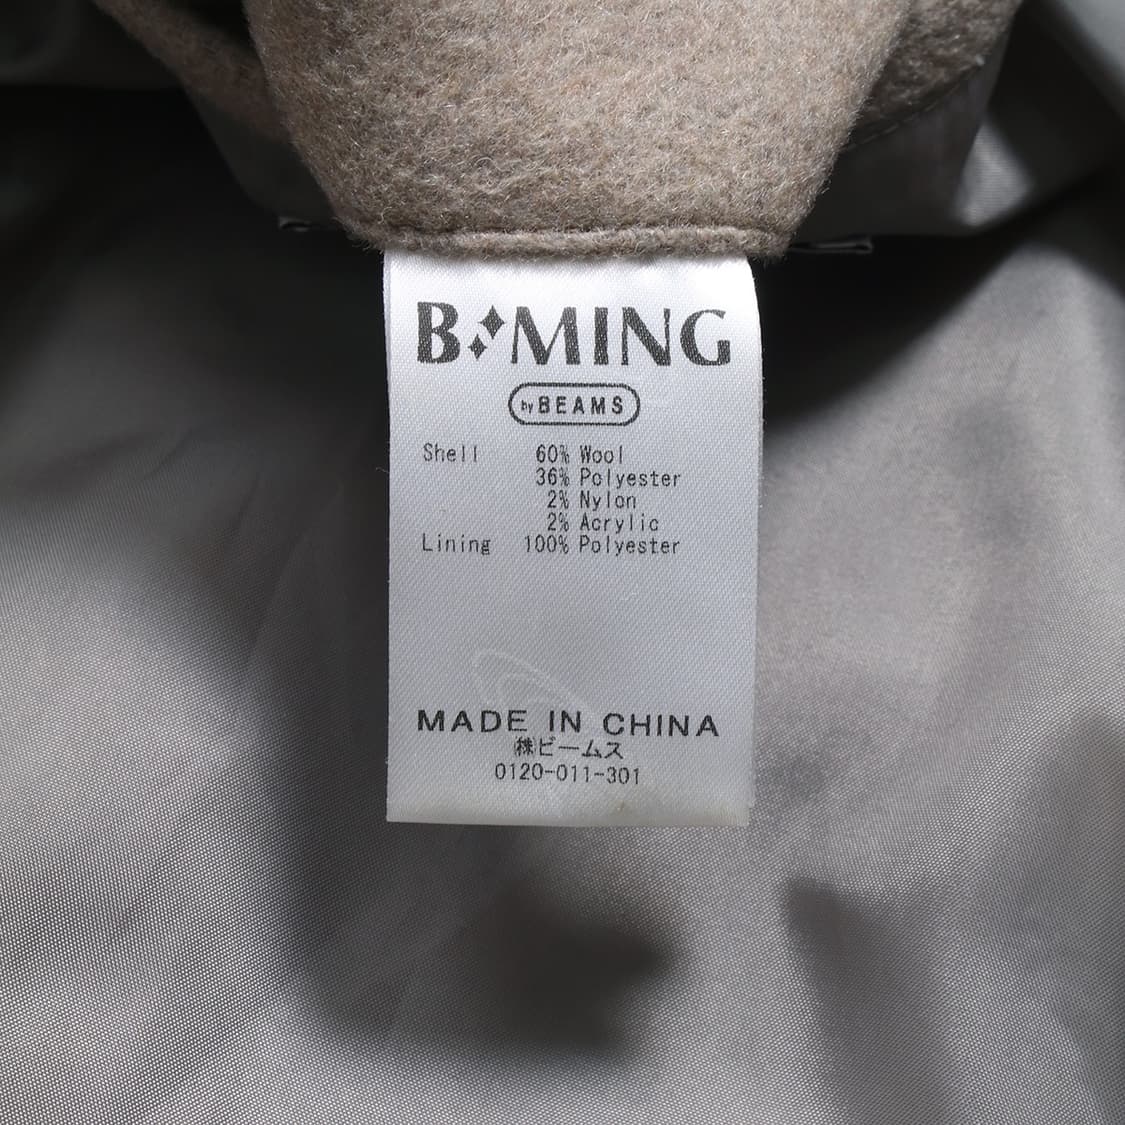 B MING
by BEAMS
Shell 60% Wool
36% Polyester
2% Nylon
2% Acrylic
Lining 100% Polyester
MADE IN CHINA
㈱ビームス
0120-011-301